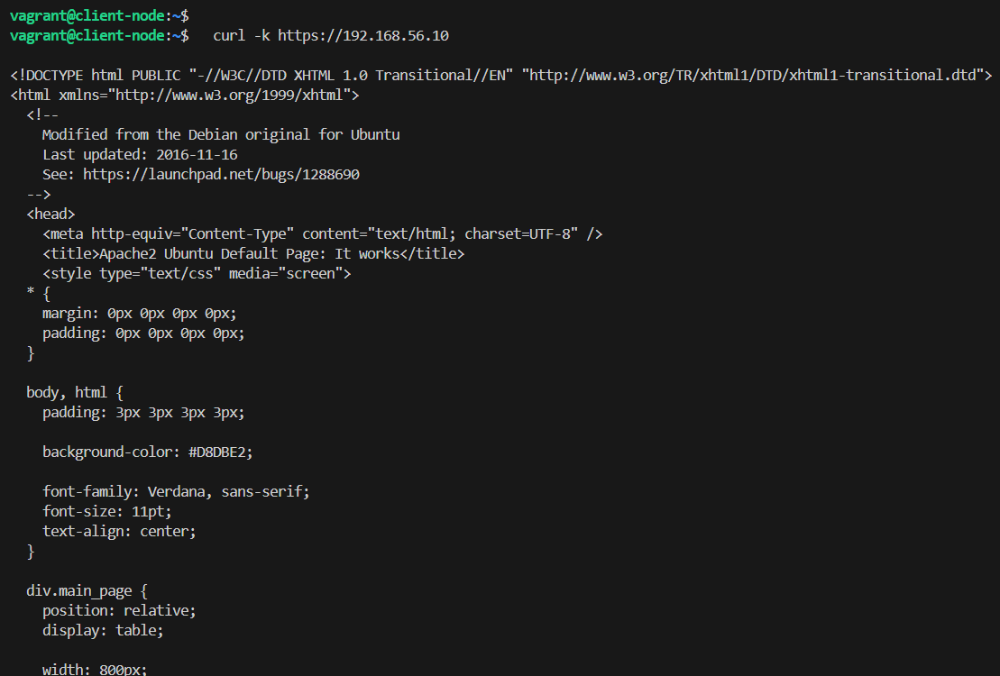 vagrant@client-node:~$
vagrant@client-node:~$   curl -k https://192.168.56.10

<!DOCTYPE html PUBLIC "-//W3C//DTD XHTML 1.0 Transitional//EN" "http://www.w3.org/TR/xhtml1/DTD/xhtml1-transitional.dtd">
<html xmlns="http://www.w3.org/1999/xhtml">
  <!--
    Modified from the Debian original for Ubuntu
    Last updated: 2016-11-16
    See: https://launchpad.net/bugs/1288690
  -->
  <head>
    <meta http-equiv="Content-Type" content="text/html; charset=UTF-8" />
    <title>Apache2 Ubuntu Default Page: It works</title>
    <style type="text/css" media="screen">
  * {
    margin: 0px 0px 0px 0px;
    padding: 0px 0px 0px 0px;
  }

  body, html {
    padding: 3px 3px 3px 3px;

    background-color: #D8DBE2;

    font-family: Verdana, sans-serif;
    font-size: 11pt;
    text-align: center;
  }

  div.main_page {
    position: relative;
    display: table;

    width: 800px;